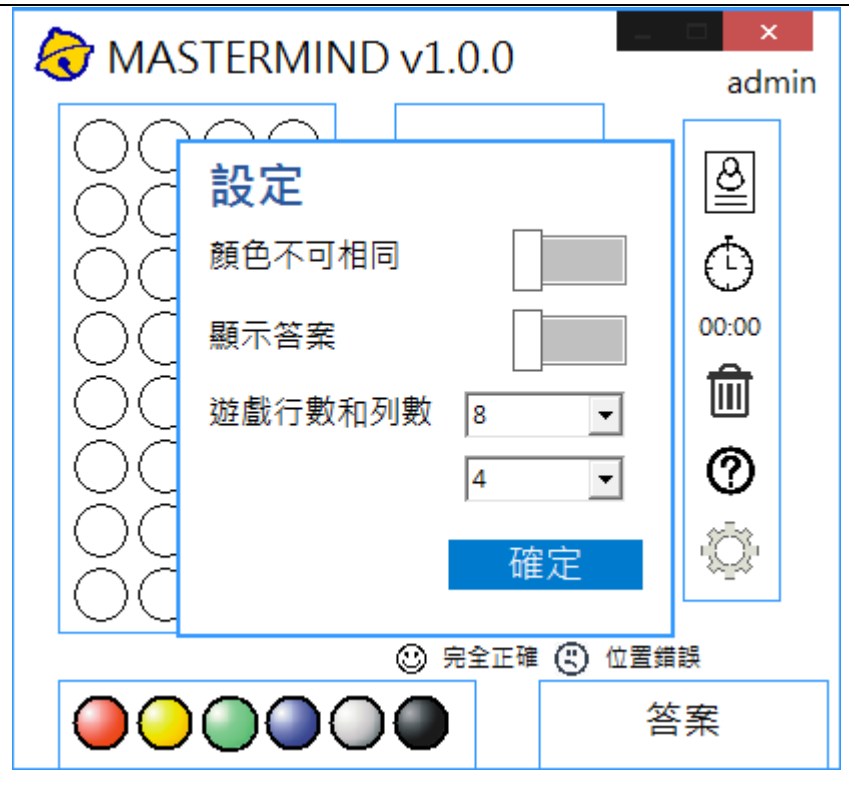 MASTERMIND v1.0.0
admin
設定
顏色不可相同
顯示答案
00:00
遊戲行數和列數 8
4
確定
完全正確 位置錯誤
答案